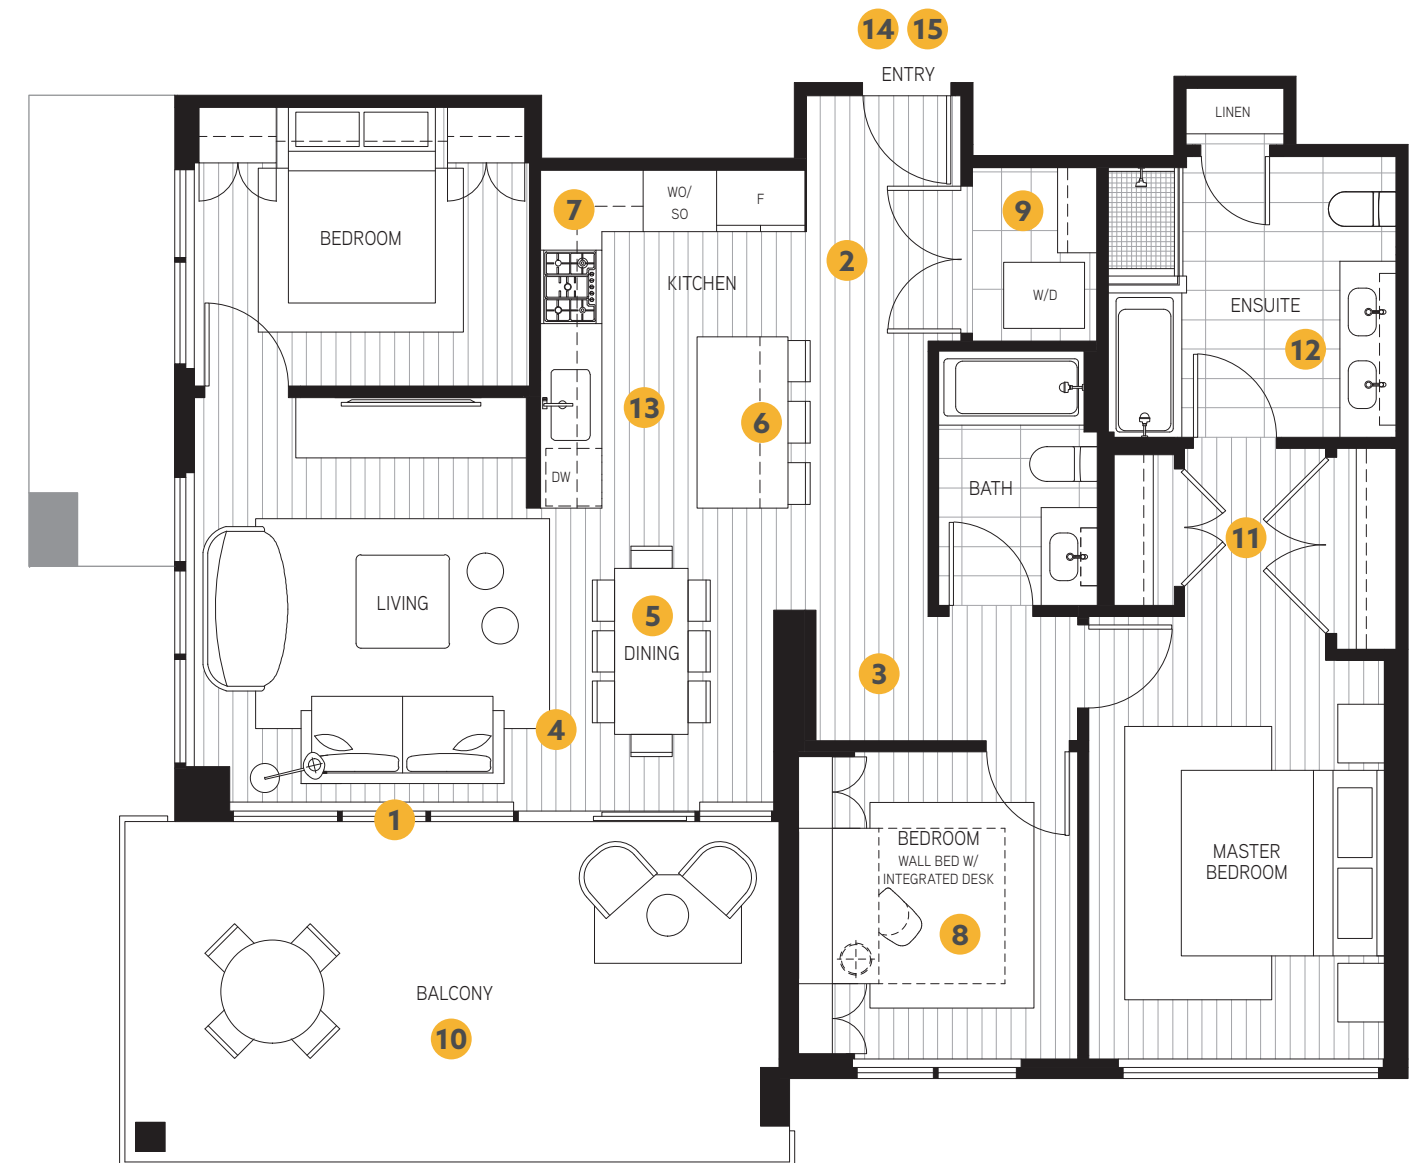 14 15
ENTRY
LINEN
WO/
SO
F
7
9
BEDROOM
2
KITCHEN
W/D
ENSUITE
12
13
6
DW
BATH
11
LIVING
5
DINING
3
4
1
BEDROOM
WALL BED W/
INTEGRATED DESK
MASTER
BEDROOM
8
BALCONY
10